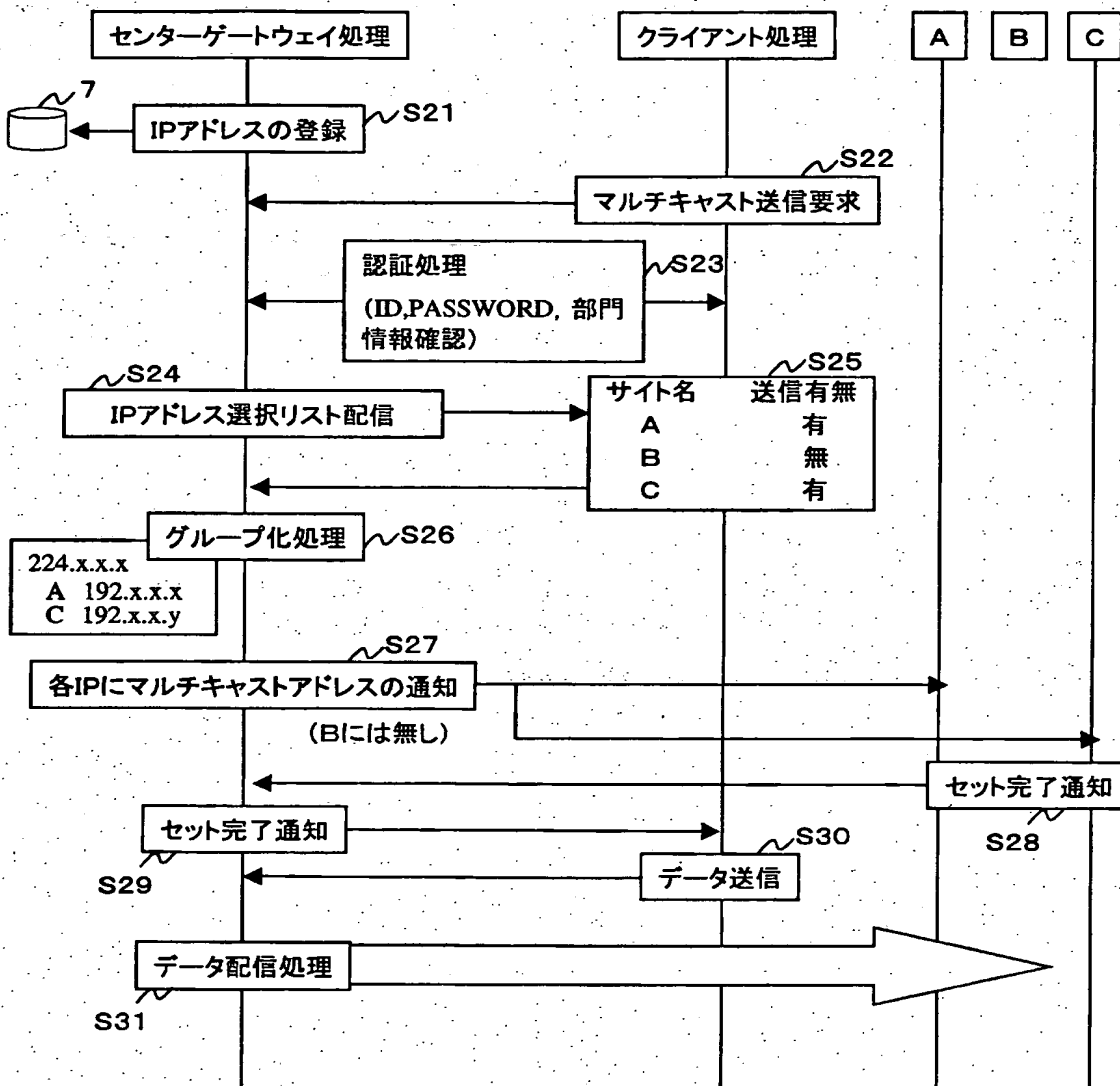 センターゲートウェイ処理
クライアント処理
A
B
C
7
IPアドレスの登録
S21
S22
マルチキャスト送信要求
認証処理
S23
(ID,PASSWORD, 部門
情報確認)
S24
IPアドレス選択リスト配信
S25
サイト名 送信有無
A 有
B 無
C 有
グループ化処理
S26
224.x.x.x
A 192.x.x.x
C 192.x.x.y
S27
各IPにマルチキャストアドレスの通知
(Bには無し)
セット完了通知
S28
セット完了通知
S29
S30
データ送信
データ配信処理
S31